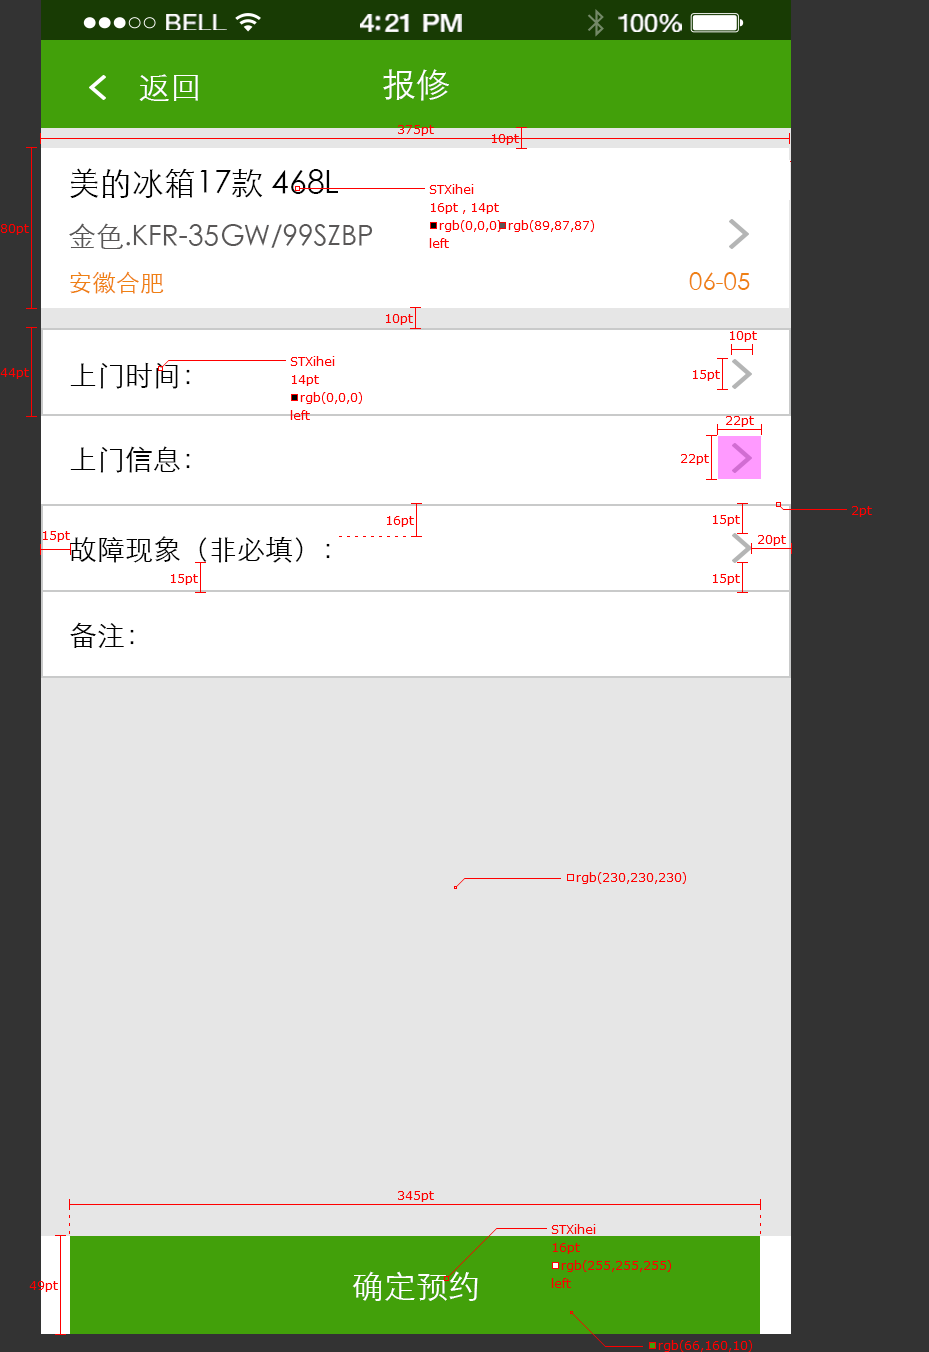 BELL 4:21 PM 100%
返回 报修
375pt
10pt
美的冰箱17款 468L
STXihei
16pt , 14pt
80pt
金色.KFR-35GW/99SZBP
rgb(0,0,0) rgb(89,87,87)
left
安徽合肥 06-05
10pt
10pt
44pt
上门时间:
STXihei
14pt
rgb(0,0,0)
left
15pt
22pt
上门信息:
22pt
2pt
16pt
15pt
15pt
故障现象（非必填）:
20pt
15pt
15pt
备注:
rgb(230,230,230)
345pt
STXihei
16pt
rgb(255,255,255)
left
49pt
确定预约
rgb(66,160,10)